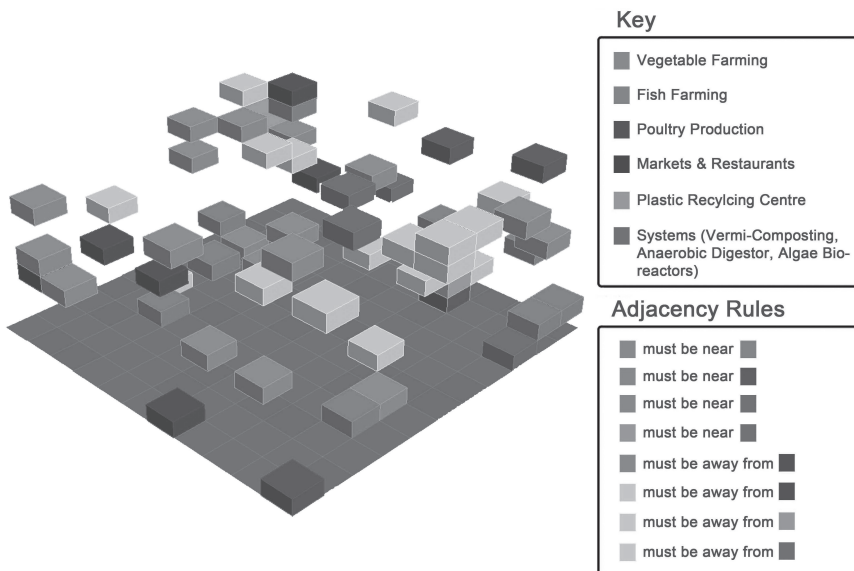 Key
Vegetable Farming
Fish Farming
Poultry Production
Markets & Restaurants
Plastic Recylcing Centre
Systems (Vermi-Composting,
Anaerobic Digestor, Algae Bio-
reactors)
Adjacency Rules
must be near
must be near
must be near
must be near
must be away from
must be away from
must be away from
must be away from